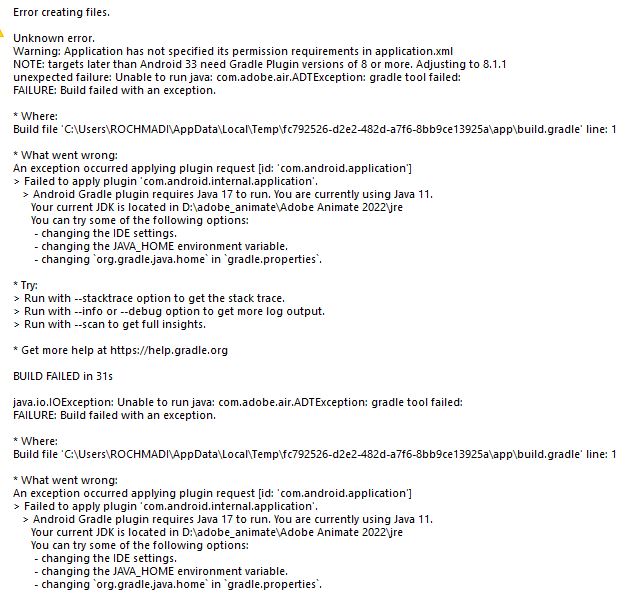 Error creating files.
Unknown error.
Warning: Application has not specified its permission requirements in application.xml
NOTE: targets later than Android 33 need Gradle Plugin versions of 8 or more. Adjusting to 8.1.1
unexpected failure: Unable to run java: com.adobe.air.ADTException: gradle tool failed:
FAILURE: Build failed with an exception.
* Where:
Build file 'C:\Users\ROCHMADI\AppData\Local\Temp\fc792526-d2e2-482d-a7f6-8bb9ce13925a\app\build.gradle' line: 1
* What went wrong:
An exception occurred applying plugin request [id: 'com.android.application']
> Failed to apply plugin 'com.android.internal.application'.
> Android Gradle plugin requires Java 17 to run. You are currently using Java 11.
Your current JDK is located in D:\adobe_animate\Adobe Animate 2022\jre
You can try some of the following options:
- changing the IDE settings.
- changing the JAVA_HOME environment variable.
- changing `org.gradle.java.home` in `gradle.properties`.
* Try:
> Run with --stacktrace option to get the stack trace.
> Run with --info or --debug option to get more log output.
> Run with --scan to get full insights.
* Get more help at https://help.gradle.org
BUILD FAILED in 31s
java.io.IOException: Unable to run java: com.adobe.air.ADTException: gradle tool failed:
FAILURE: Build failed with an exception.
* Where:
Build file 'C:\Users\ROCHMADI\AppData\Local\Temp\fc792526-d2e2-482d-a7f6-8bb9ce13925a\app\build.gradle' line: 1
* What went wrong:
An exception occurred applying plugin request [id: 'com.android.application']
> Failed to apply plugin 'com.android.internal.application'.
> Android Gradle plugin requires Java 17 to run. You are currently using Java 11.
Your current JDK is located in D:\adobe_animate\Adobe Animate 2022\jre
You can try some of the following options:
- changing the IDE settings.
- changing the JAVA_HOME environment variable.
- changing `org.gradle.java.home` in `gradle.properties`.